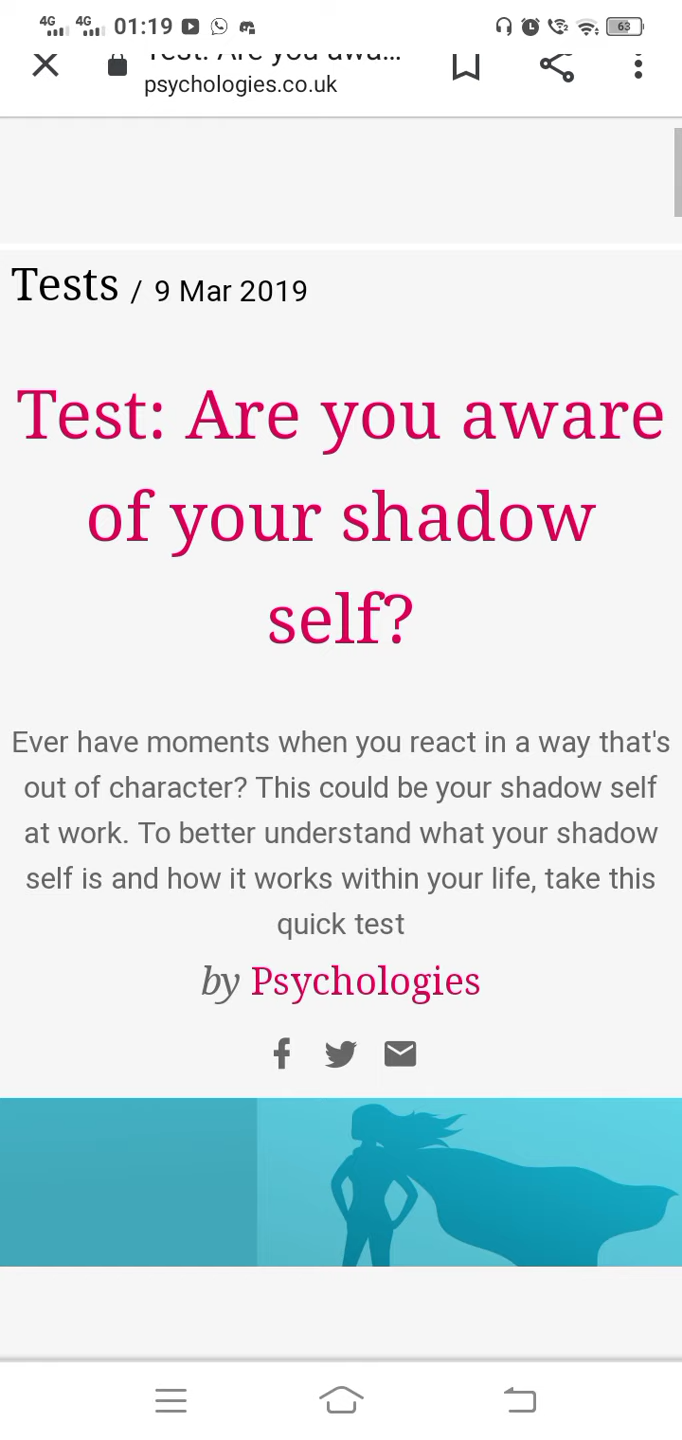 4G 4G 01:19 63
psychologies.co.uk
Tests / 9 Mar 2019
Test: Are you aware
of your shadow
self?
Ever have moments when you react in a way that's
out of character? This could be your shadow self
at work. To better understand what your shadow
self is and how it works within your life, take this
quick test
by Psychologies